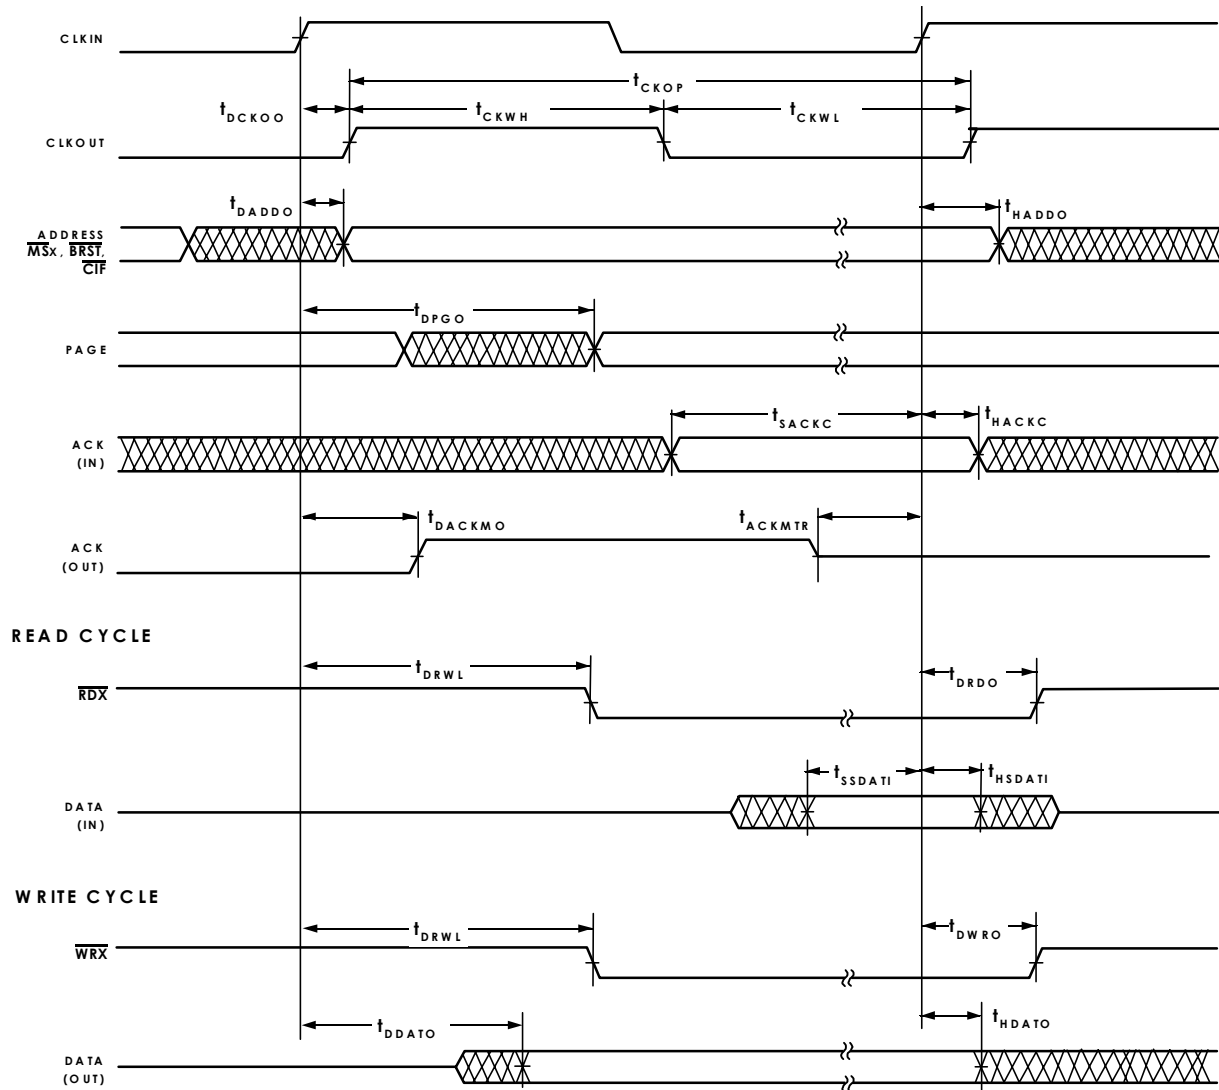 CLKIN
tCKOP
tDCKOO
tCKWH
tCKWL
CLKOUT
tDADDO
tHADDO
ADDRESS
MSx, BRST,
CIF
tDPGO
PAGE
tSACKC
tHACKC
ACK
(IN)
tDACKMO
tACKMTR
ACK
(OUT)
READ CYCLE
tDRWL
tDRDO
RDX
tSSDATI
tHSDATI
DATA
(IN)
WRITE CYCLE
tDRWL
tDWRO
WRX
tDDATO
tHDATO
DATA
(OUT)